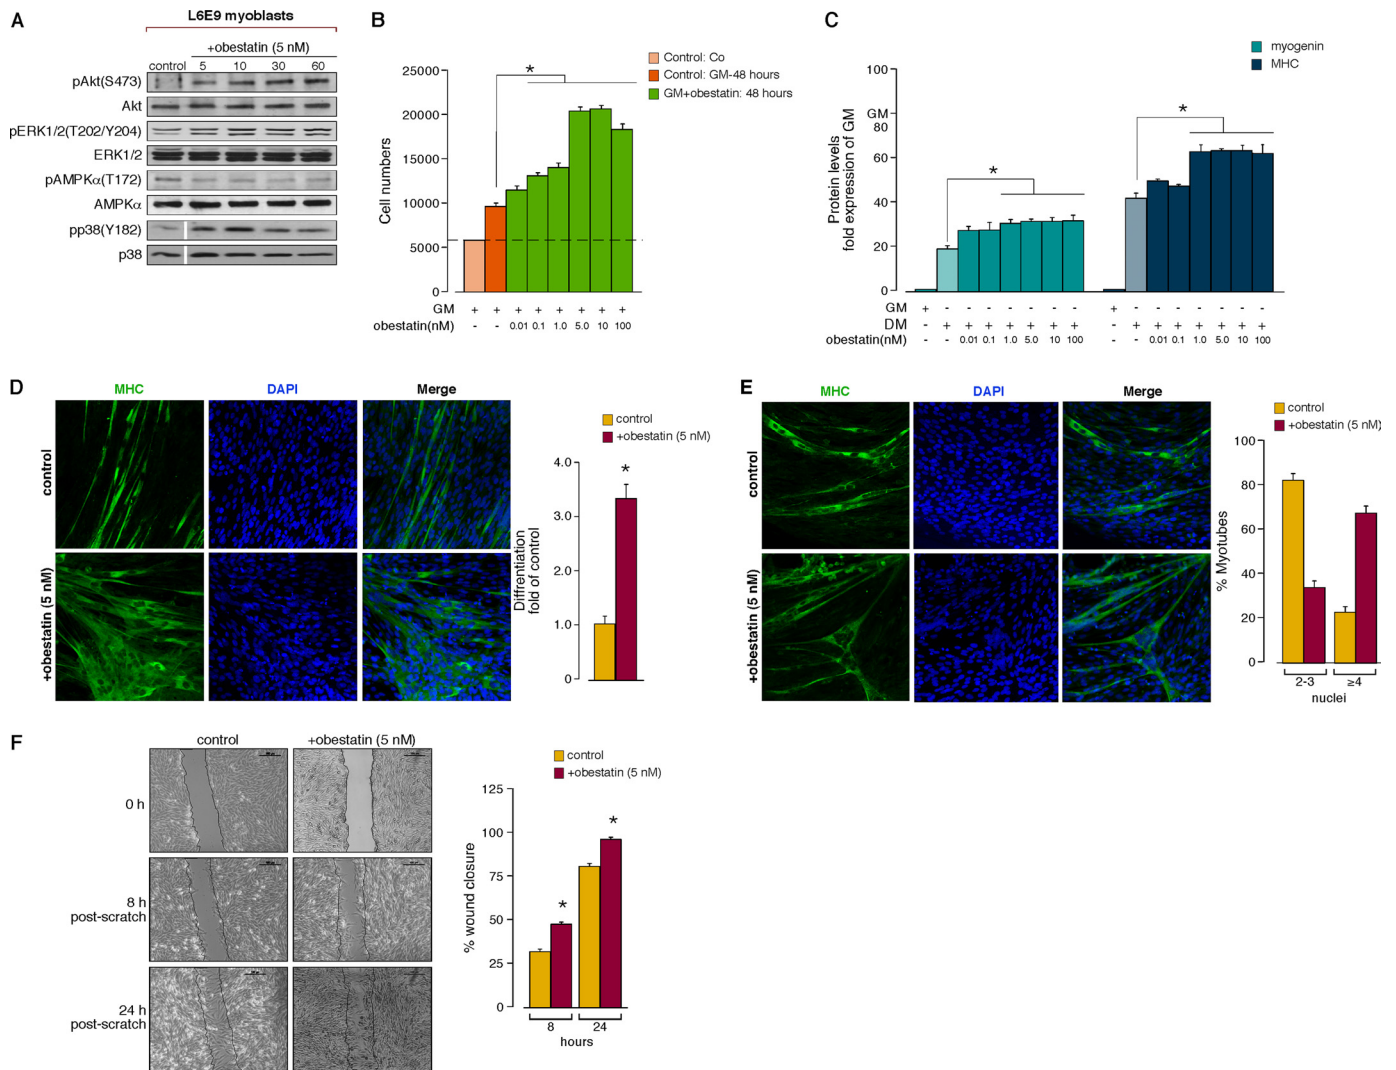 A
L6E9 myoblasts
+obestatin (5 nM)
control 5 10 30 60
pAkt(S473)
Akt
pERK1/2(T202/Y204)
ERK1/2
pAMPKα(T172)
AMPKα
pp38(Y182)
p38
B
Control: Co
Control: GM-48 hours
GM+obestatin: 48 hours
*
Cell numbers
25000
20000
15000
10000
5000
0
GM + + + + + + + +
obestatin(nM) - - 0.01 0.1 1.0 5.0 10 100
C
myogenin
MHC
Protein levels
fold expression of GM
100
GM
80
60
40
20
0
*
*
GM + - - - - - - - + - - - - - - -
DM - + + + + + + + - + + + + + + +
obestatin(nM) - - 0.01 0.1 1.0 5.0 10 100 - - 0.01 0.1 1.0 5.0 10 100
D
MHC DAPI Merge
control
+obestatin (5 nM)
control
+obestatin (5 nM)
Diffrentiation
fold of control
4.0
3.0
2.0
1.0
0
*
E
MHC DAPI Merge
control
+obestatin (5 nM)
control
+obestatin (5 nM)
% Myotubes
100
80
60
40
20
0
2-3 ≥4
nuclei
F
control +obestatin (5 nM)
0 h
8 h
post-scratch
24 h
post-scratch
control
+obestatin (5 nM)
% wound closure
125
100
75
50
25
0
*
*
8 24
hours